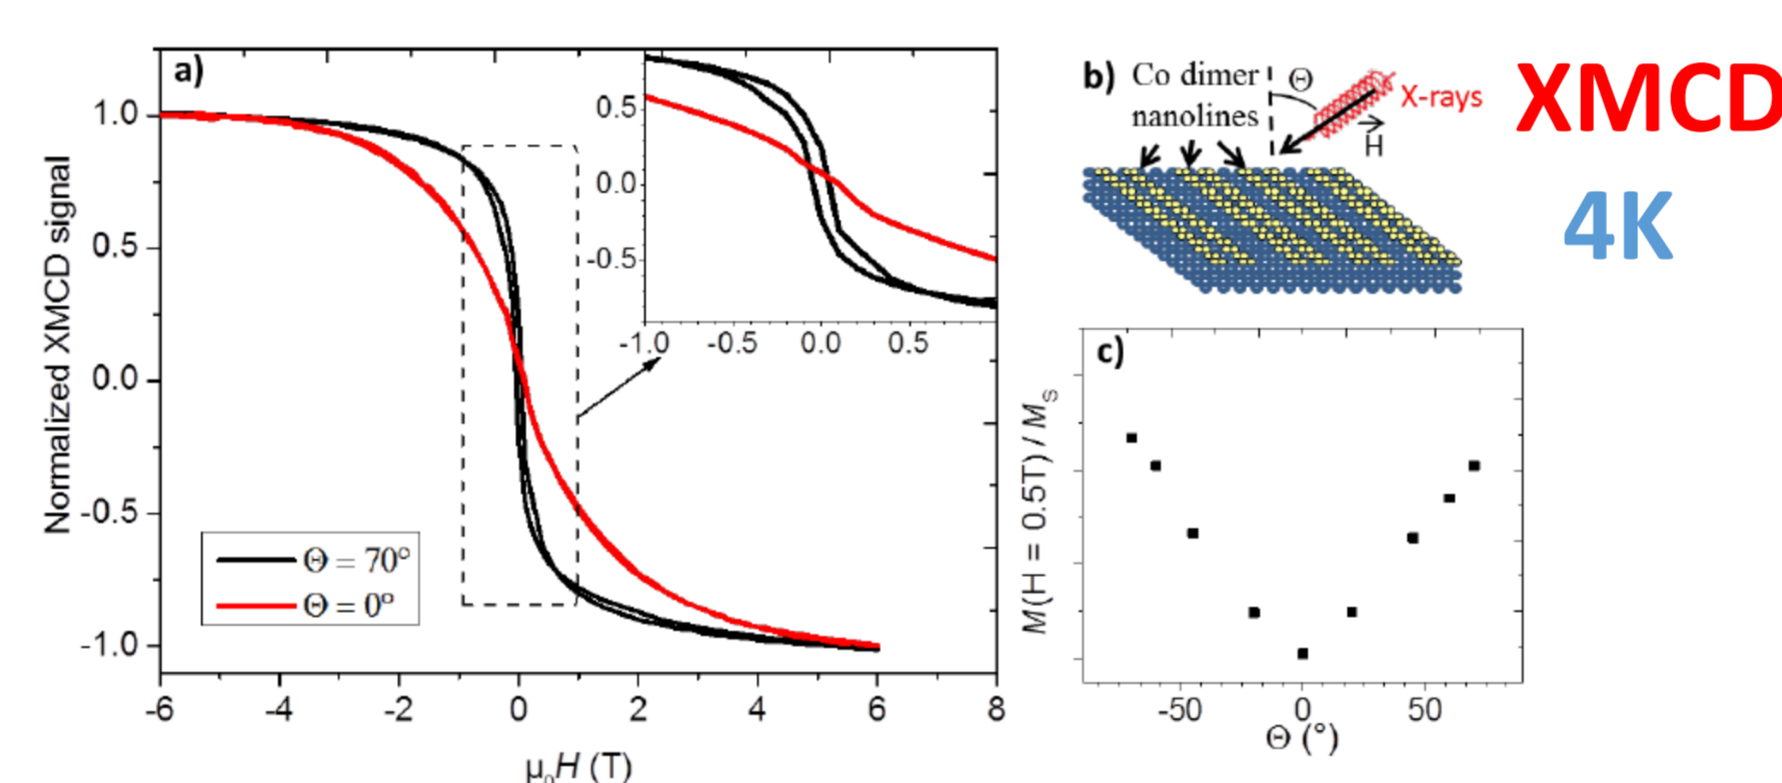 a)
1.0
0.5
0.0
-0.5
-1.0
Normalized XMCD signal
-6 -4 -2 0 2 4 6 8
μ₀H (T)
Θ = 70º
Θ = 0º
0.5
0.0
-0.5
-1.0 -0.5 0.0 0.5
b) Co dimer
nanolines
Θ
X-rays
H
XMCD
4K
c)
M(H = 0.5T) / MS
-50 0 50
Θ (°)